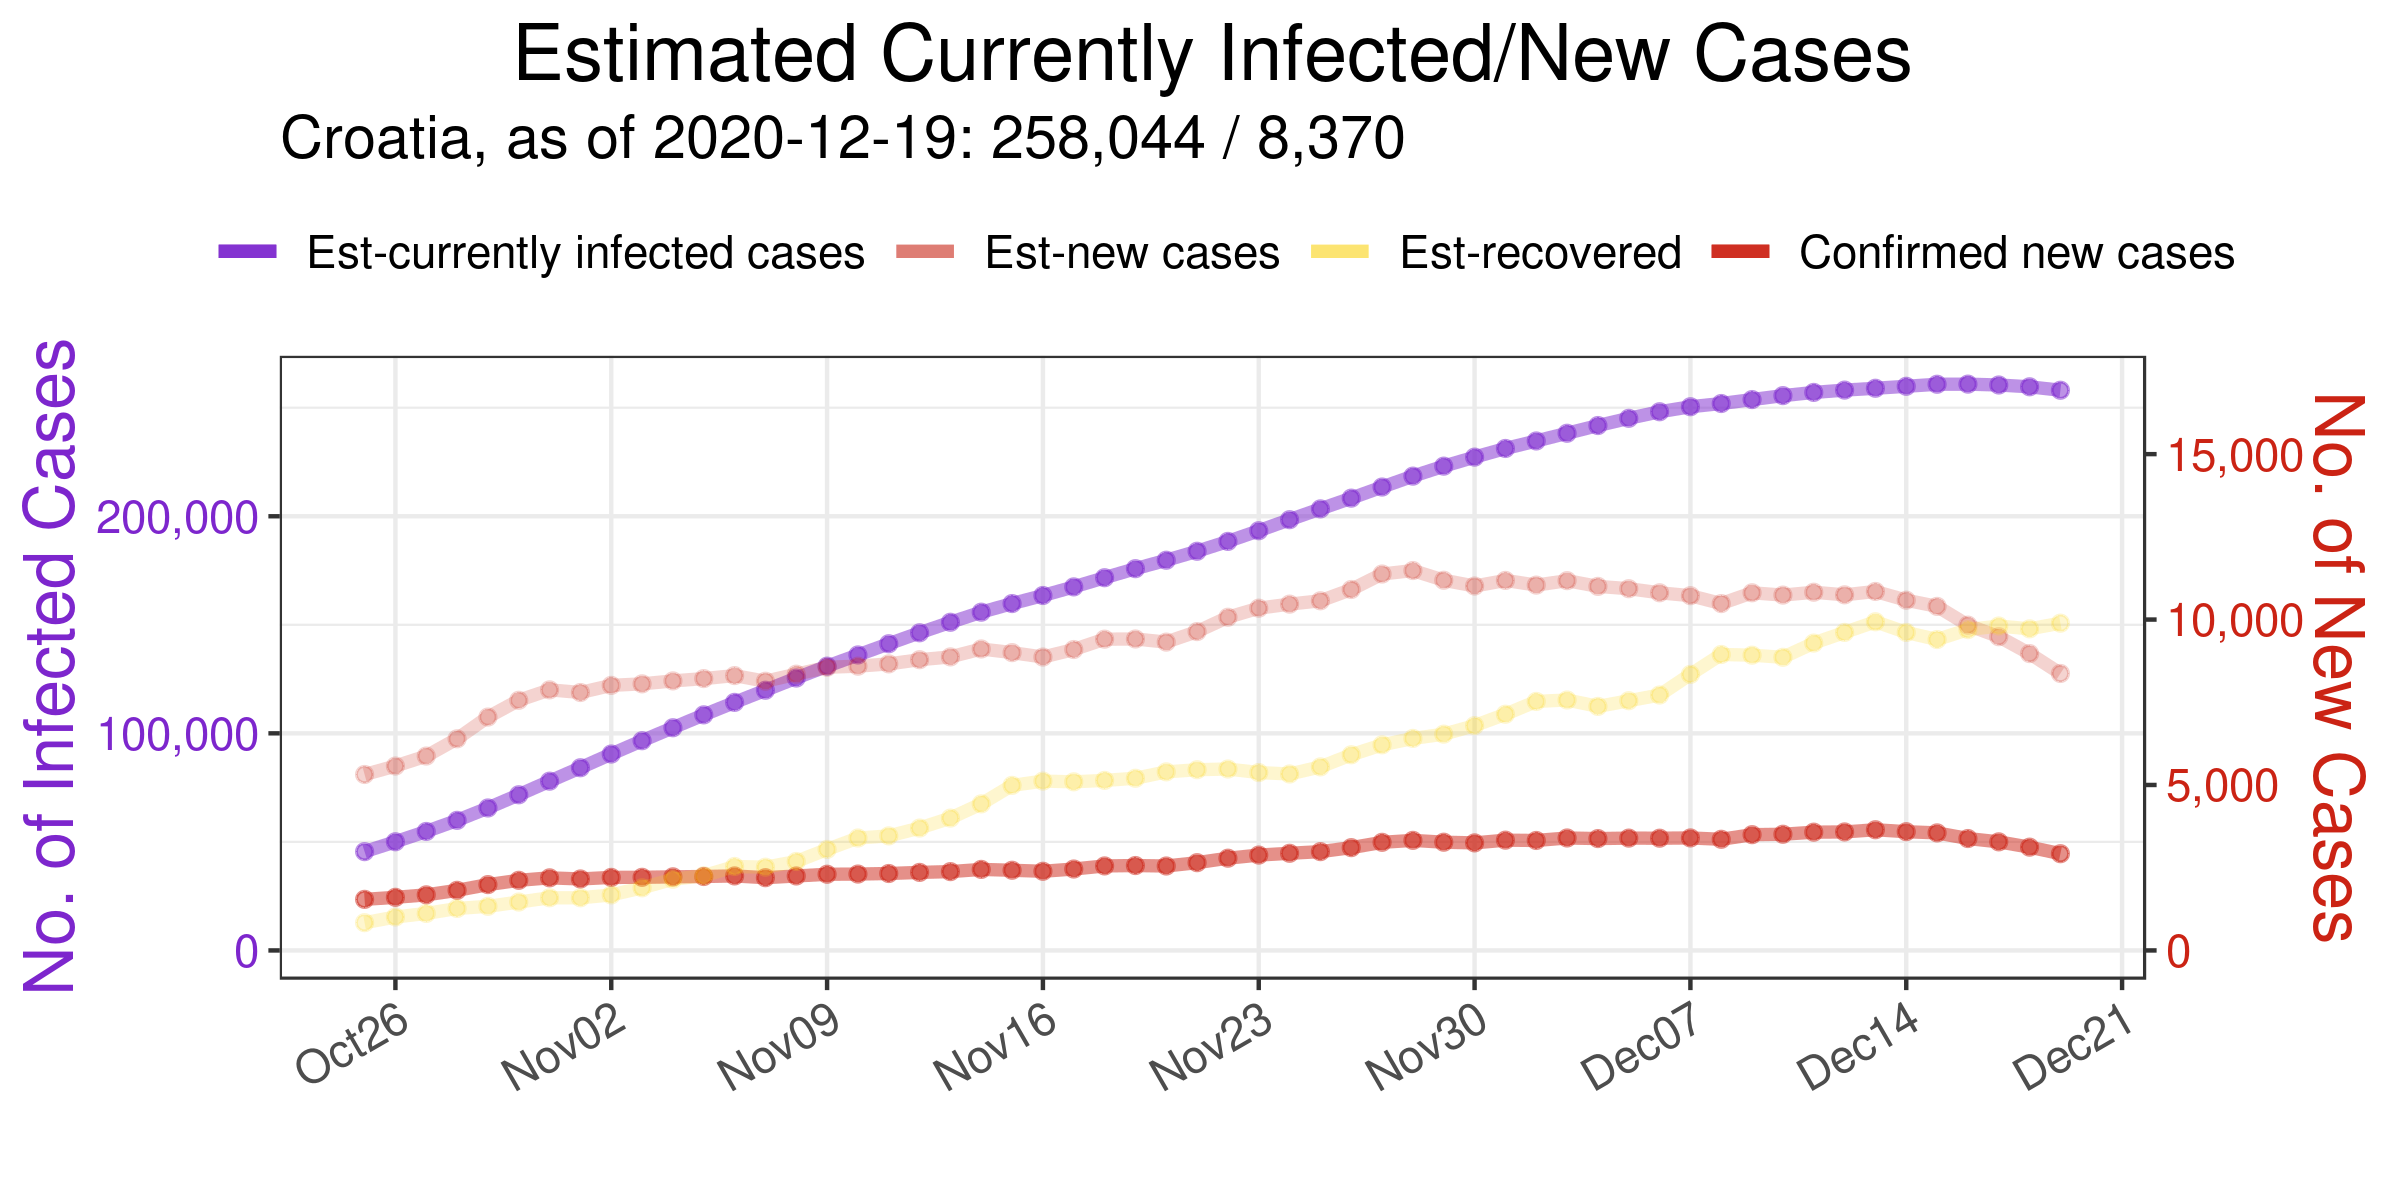 Estimated Currently Infected/New Cases
Croatia, as of 2020-12-19: 258,044 / 8,370
Est-currently infected cases Est-new cases Est-recovered Confirmed new cases
No. of Infected Cases
200,000
100,000
0
15,000
10,000
5,000
0
No. of New Cases
Oct26 Nov02 Nov09 Nov16 Nov23 Nov30 Dec07 Dec14 Dec21